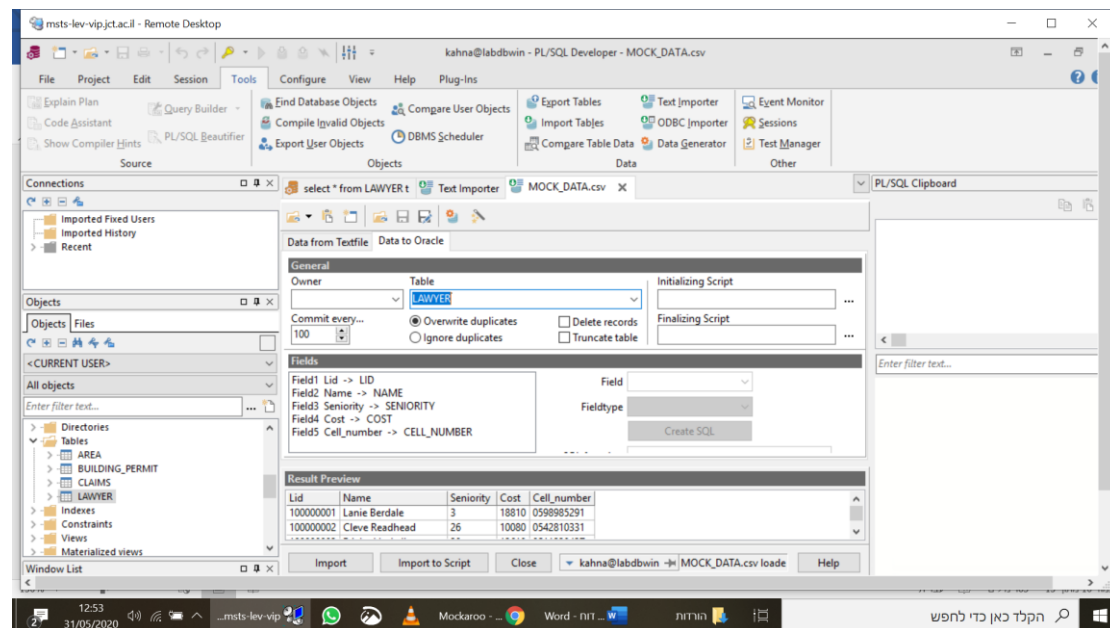 msts-lev-vip.jct.ac.il - Remote Desktop
kahna@labdbwin - PL/SQL Developer - MOCK_DATA.csv
File Project Edit Session Tools Configure View Help Plug-Ins
Explain Plan
Code Assistant
Show Compiler Hints
Query Builder
PL/SQL Beautifier
Source
Find Database Objects
Compile Invalid Objects
Export User Objects
Compare User Objects
DBMS Scheduler
Objects
Export Tables
Import Tables
Compare Table Data
Text Importer
ODBC Importer
Data Generator
Data
Event Monitor
Sessions
Test Manager
Other
Connections
Imported Fixed Users
Imported History
Recent
Objects
Objects Files
<CURRENT USER>
All objects
Enter filter text...
Directories
Tables
AREA
BUILDING_PERMIT
CLAIMS
LAWYER
Indexes
Constraints
Views
Materialized views
Window List
select * from LAWYER t Text Importer MOCK_DATA.csv
Data from Textfile Data to Oracle
General
Owner Table Initializing Script
LAWYER
Commit every... Overwrite duplicates Delete records Finalizing Script
100 Ignore duplicates Truncate table
Fields
Field1 Lid -> LID
Field2 Name -> NAME
Field3 Seniority -> SENIORITY
Field4 Cost -> COST
Field5 Cell_number -> CELL_NUMBER
Field
Fieldtype
Create SQL
Result Preview
Lid Name Seniority Cost Cell_number
100000001 Lanie Berdale 3 18810 0598985291
100000002 Cleve Readhead 26 10080 0542810331
Import Import to Script Close kahna@labdbwin MOCK_DATA.csv loade Help
PL/SQL Clipboard
Enter filter text...
12:53
31/05/2020
2
...msts-lev-vip
Mockaroo - ...
Word - דוח
הורדות
הקלד כאן כדי לחפש